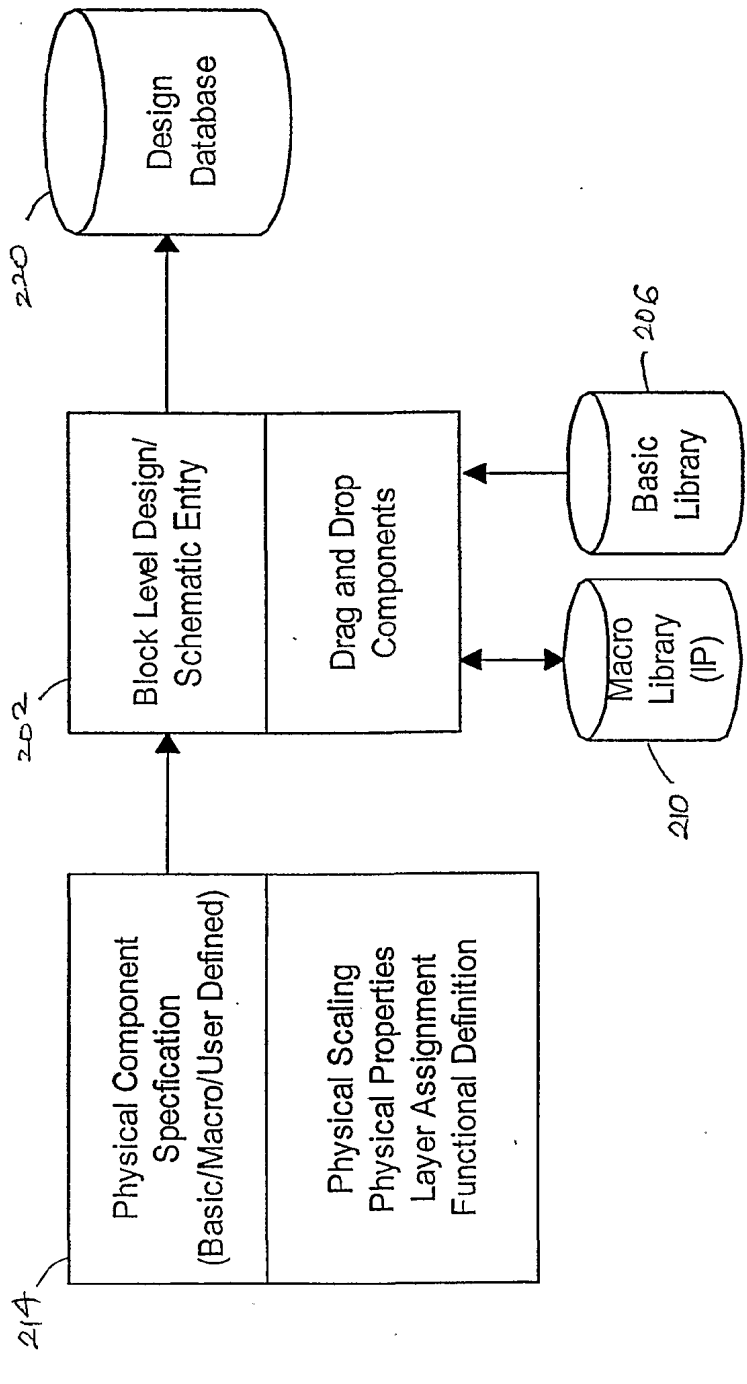 214
Physical Component
Specfication
(Basic/Macro/User Defined)
Physical Scaling
Physical Properties
Layer Assignment
Functional Definition
202
Block Level Design/
Schematic Entry
Drag and Drop
Components
220
Design
Database
210
Macro
Library
(IP)
206
Basic
Library